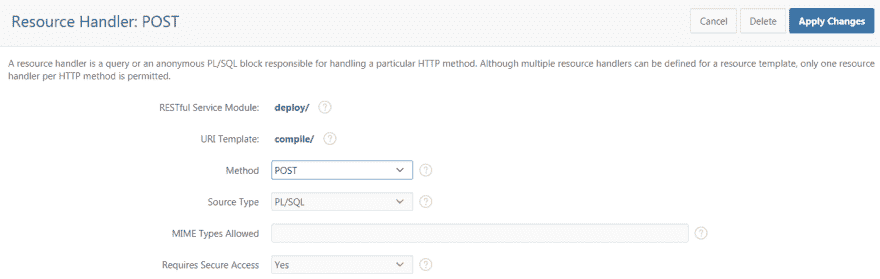 Resource Handler: POST
Cancel
Delete
Apply Changes
A resource handler is a query or an anonymous PL/SQL block responsible for handling a particular HTTP method. Although multiple resource handlers can be defined for a resource template, only one resource
handler per HTTP method is permitted.
RESTful Service Module: deploy/ ?
URI Template: compile/ ?
Method POST ?
Source Type PL/SQL ?
MIME Types Allowed ?
Requires Secure Access Yes ?